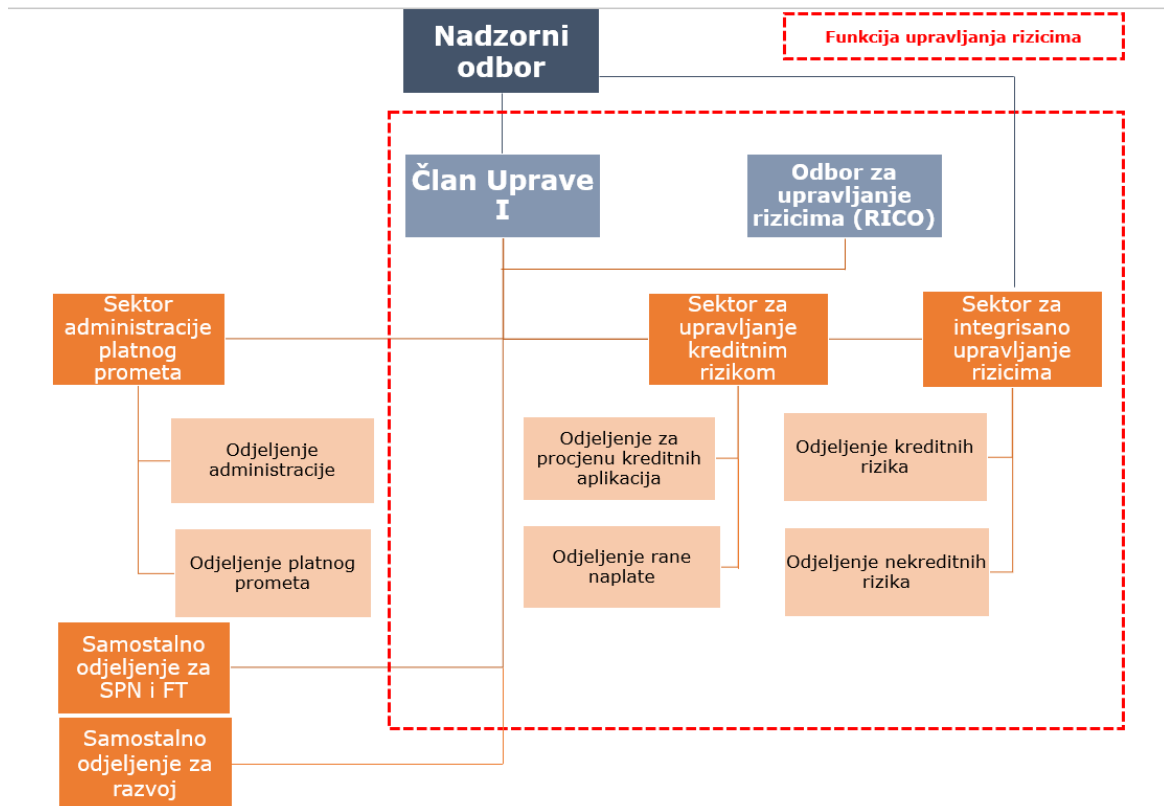 Nadzorni
odbor
Funkcija upravljanja rizicima
Član Uprave
I
Odbor za
upravljanje
rizicima (RICO)
Sektor
administracije
platnog
prometa
Sektor za
upravljanje
kreditnim
rizikom
Sektor za
integrisano
upravljanje
rizicima
Odjeljenje
administracije
Odjeljenje za
procjenu kreditnih
aplikacija
Odjeljenje kreditnih
rizika
Odjeljenje platnog
prometa
Odjeljenje rane
naplate
Odjeljenje nekreditnih
rizika
Samostalno
odjeljenje za
SPN i FT
Samostalno
odjeljenje za
razvoj